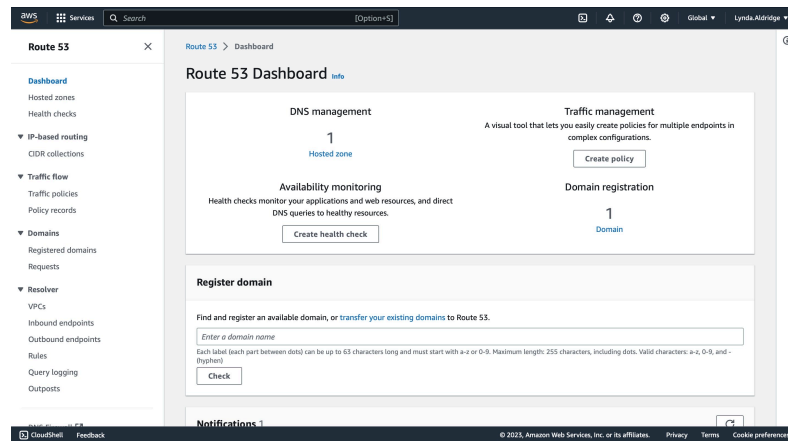 aws
Services
Search
[Option+S]
Global ▼
Lynda.Aldridge ▼
Route 53
Dashboard
Hosted zones
Health checks
▼ IP-based routing
CIDR collections
▼ Traffic flow
Traffic policies
Policy records
▼ Domains
Registered domains
Requests
▼ Resolver
VPCs
Inbound endpoints
Outbound endpoints
Rules
Query logging
Outposts
Route 53 > Dashboard
Route 53 Dashboard Info
DNS management
1
Hosted zone
Traffic management
A visual tool that lets you easily create policies for multiple endpoints in
complex configurations.
Create policy
Availability monitoring
Health checks monitor your applications and web resources, and direct
DNS queries to healthy resources.
Create health check
Domain registration
1
Domain
Register domain
Find and register an available domain, or transfer your existing domains to Route 53.
Enter a domain name
Each label (each part between dots) can be up to 63 characters long and must start with a-z or 0-9. Maximum length: 255 characters, including dots. Valid characters: a-z, 0-9, and -
(hyphen)
Check
Notifications 1
CloudShell
Feedback
© 2023, Amazon Web Services, Inc. or its affiliates.
Privacy
Terms
Cookie preferences